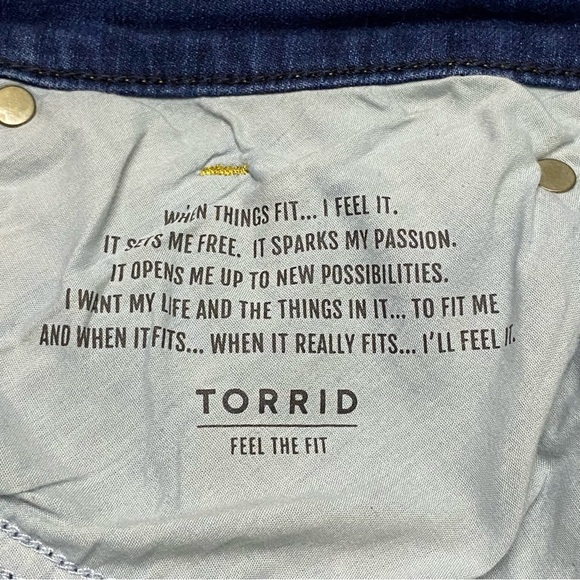 WHEN THINGS FIT... I FEEL IT.
IT SETS ME FREE. IT SPARKS MY PASSION.
IT OPENS ME UP TO NEW POSSIBILITIES.
I WANT MY LIFE AND THE THINGS IN IT... TO FIT ME
AND WHEN IT FITS... WHEN IT REALLY FITS... I'LL FEEL IT.
TORRID
FEEL THE FIT